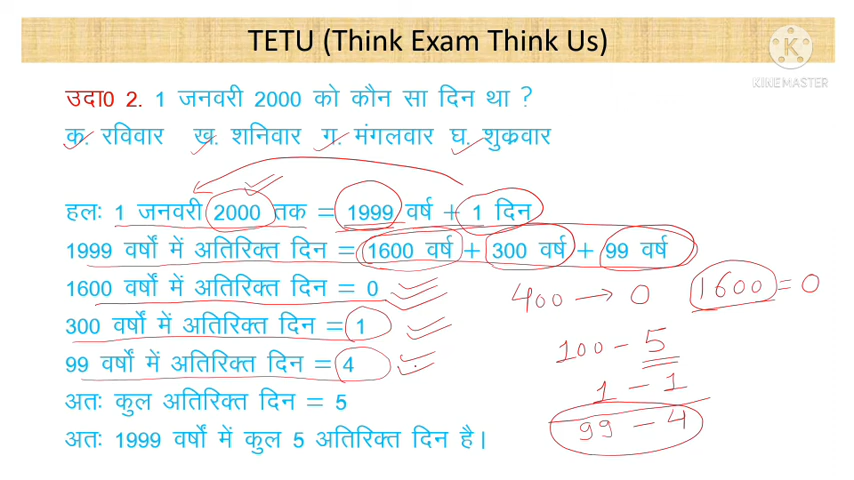 TETU (Think Exam Think Us)
K
KINEMASTER
उदा0 2. 1 जनवरी 2000 को कौन सा दिन था ?
क. रविवार ख. शनिवार ग. मंगलवार घ. शुक्रवार
हलः 1 जनवरी 2000 तक = 1999 वर्ष + 1 दिन
1999 वर्षों में अतिरिक्त दिन = 1600 वर्ष + 300 वर्ष + 99 वर्ष
1600 वर्षों में अतिरिक्त दिन = 0
400 → 0 1600 = 0
300 वर्षों में अतिरिक्त दिन = 1
100 - 5
99 वर्षों में अतिरिक्त दिन = 4
1 - 1
अतः कुल अतिरिक्त दिन = 5
99 - 4
अतः 1999 वर्षों में कुल 5 अतिरिक्त दिन है।